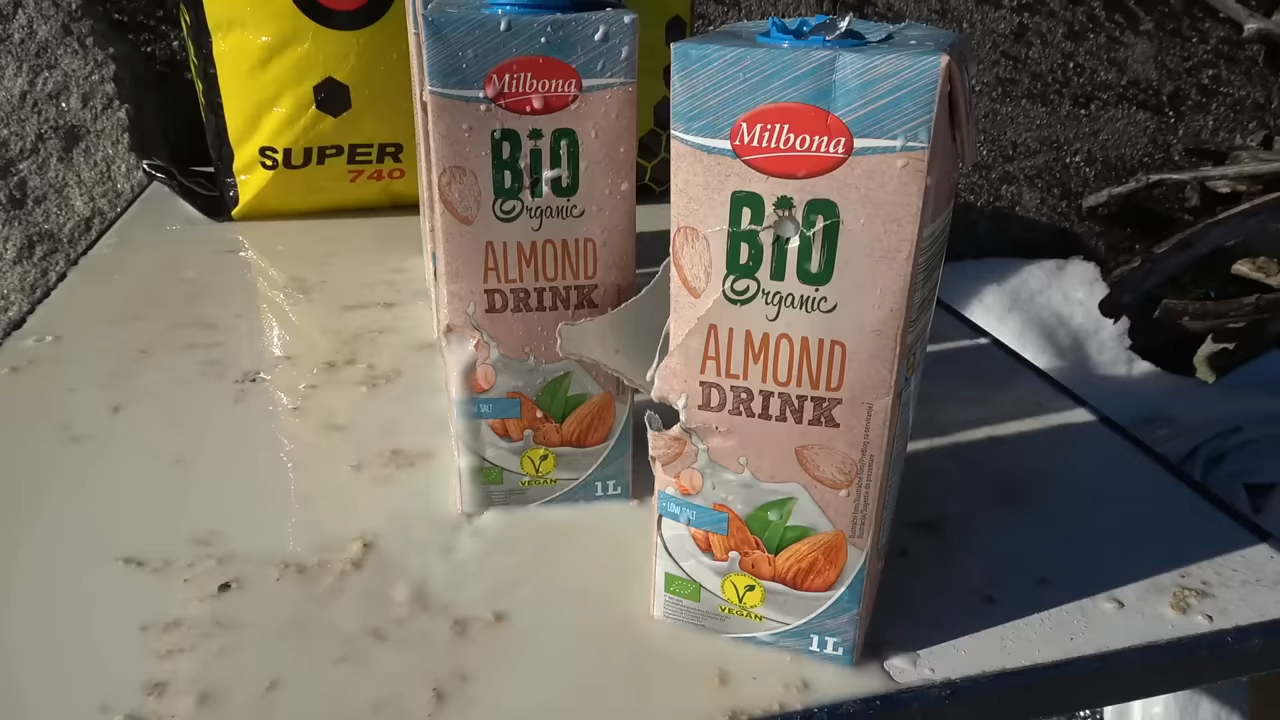 SUPER
740
Milbona
BiO
Organic
ALMOND
DRINK
SALT
VEGAN
1L
Milbona
BiO
Organic
ALMOND
DRINK
LOW SALT
VEGAN
1L